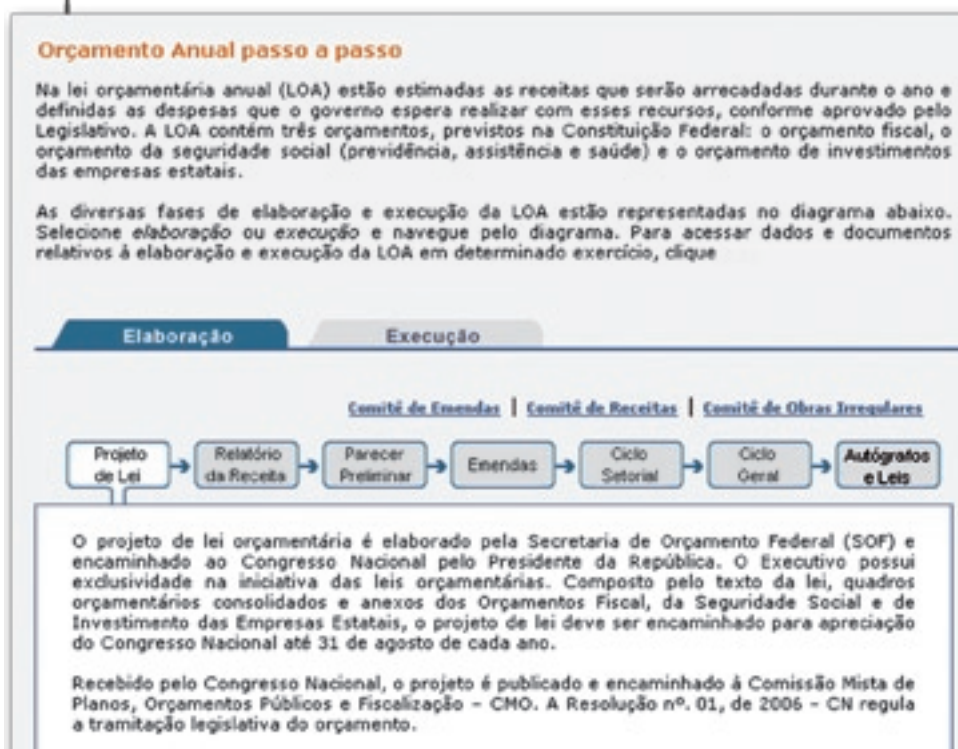 Orçamento Anual passo a passo
Na lei orçamentária anual (LOA) estão estimadas as receitas que serão arrecadadas durante o ano e
definidas as despesas que o governo espera realizar com esses recursos, conforme aprovado pelo
Legislativo. A LOA contém três orçamentos, previstos na Constituição Federal: o orçamento fiscal, o
orçamento da seguridade social (previdência, assistência e saúde) e o orçamento de investimentos
das empresas estatais.
As diversas fases de elaboração e execução da LOA estão representadas no diagrama abaixo.
Selecione elaboração ou execução e navegue pelo diagrama. Para acessar dados e documentos
relativos à elaboração e execução da LOA em determinado exercício, clique
Elaboração Execução
Comitê de Emendas | Comitê de Receitas | Comitê de Obras Irregulares
Projeto de Lei
Relatório da Receita
Parecer Preliminar
Emendas
Ciclo Setorial
Ciclo Geral
Autógrafos e Leis
O projeto de lei orçamentária é elaborado pela Secretaria de Orçamento Federal (SOF) e
encaminhado ao Congresso Nacional pelo Presidente da República. O Executivo possui
exclusividade na iniciativa das leis orçamentárias. Composto pelo texto da lei, quadros
orçamentários consolidados e anexos dos Orçamentos Fiscal, da Seguridade Social e de
Investimento das Empresas Estatais, o projeto de lei deve ser encaminhado para apreciação
do Congresso Nacional até 31 de agosto de cada ano.
Recebido pelo Congresso Nacional, o projeto é publicado e encaminhado à Comissão Mista de
Planos, Orçamentos Públicos e Fiscalização - CMO. A Resolução nº. 01, de 2006 - CN regula
a tramitação legislativa do orçamento.